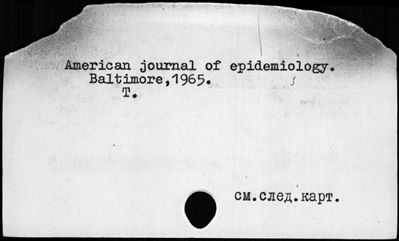 American journal of epidemiology.
Baltimore,1965.
T.
см.след.карт.